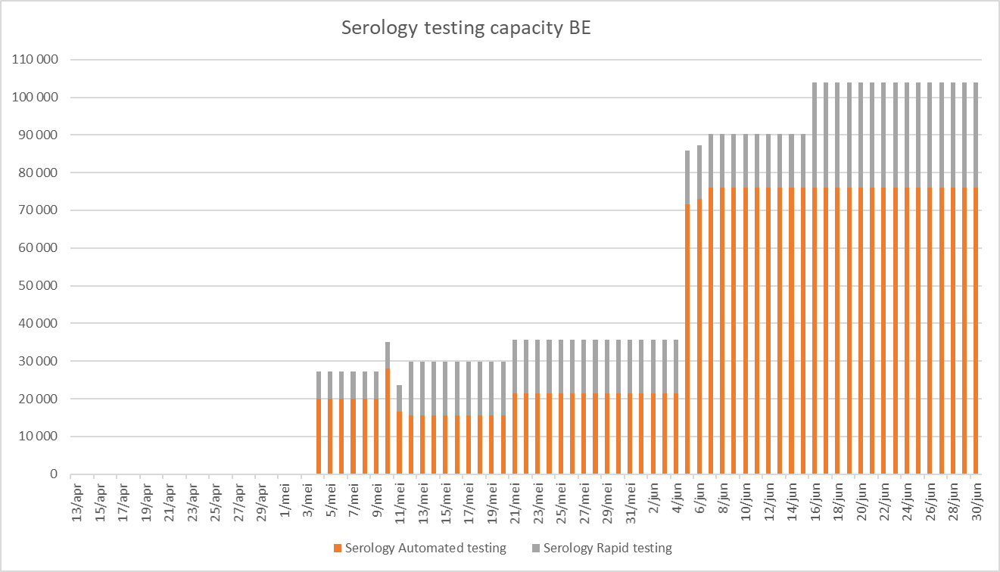 Serology testing capacity BE
110 000
100 000
90 000
80 000
70 000
60 000
50 000
40 000
30 000
20 000
10 000
0
13/apr
15/apr
17/apr
19/apr
21/apr
23/apr
25/apr
27/apr
29/apr
1/mei
3/mei
5/mei
7/mei
9/mei
11/mei
13/mei
15/mei
17/mei
19/mei
21/mei
23/mei
25/mei
27/mei
29/mei
31/mei
2/jun
4/jun
6/jun
8/jun
10/jun
12/jun
14/jun
16/jun
18/jun
20/jun
22/jun
24/jun
26/jun
28/jun
30/jun
Serology Automated testing
Serology Rapid testing